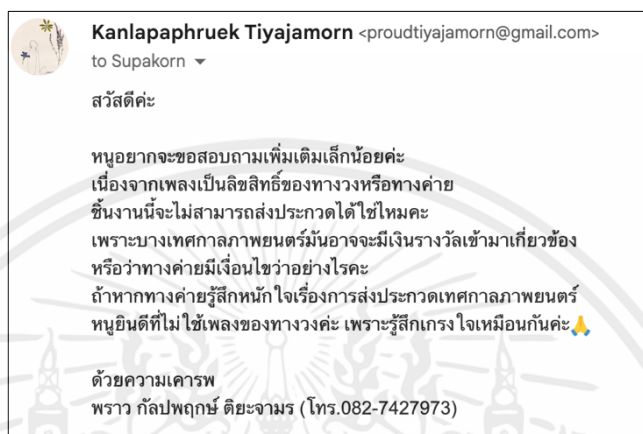 Kanlapaphruek Tiyajamorn <proudtiyajamorn@gmail.com>
to Supakorn
สวัสดีค่ะ
หนูอยากจะขอสอบถามเพิ่มเติมเล็กน้อยค่ะ
เนื่องจากเพลงเป็นลิขสิทธิ์ของทางวงหรือทางค่าย
ชิ้นงานนี้จะไม่สามารถส่งประกวดได้ใช่ไหมคะ
เพราะบางเทศกาลภาพยนตร์มันอาจจะมีเงินรางวัลเข้ามาเกี่ยวข้อง
หรือว่าทางค่ายมีเงื่อนไขว่าอย่างไรคะ
ถ้าหากทางค่ายรู้สึกหนักใจเรื่องการส่งประกวดเทศกาลภาพยนตร์
หนูยินดีที่ไม่ใช้เพลงของทางวงค่ะ เพราะรู้สึกเกรงใจเหมือนกันค่ะ🙏
ด้วยความเคารพ
พราว กัลปพฤกษ์ ติยะจามร (โทร.082-7427973)